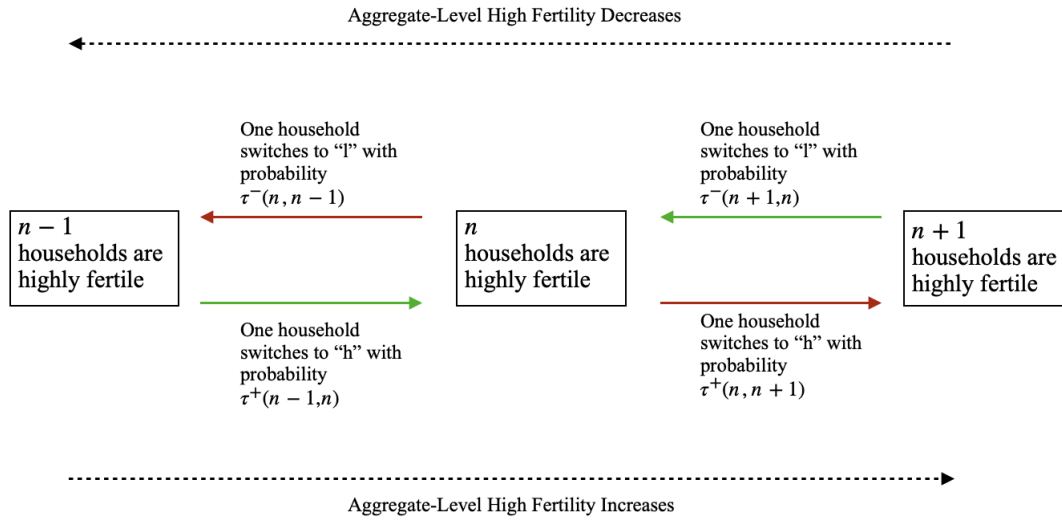 Aggregate-Level High Fertility Decreases
One household
switches to “l” with
probability
τ⁻(n, n − 1)
One household
switches to “l” with
probability
τ⁻(n + 1,n)
n − 1
households are
highly fertile
n
households are
highly fertile
n + 1
households are
highly fertile
One household
switches to “h” with
probability
τ⁺(n − 1,n)
One household
switches to “h” with
probability
τ⁺(n, n + 1)
Aggregate-Level High Fertility Increases